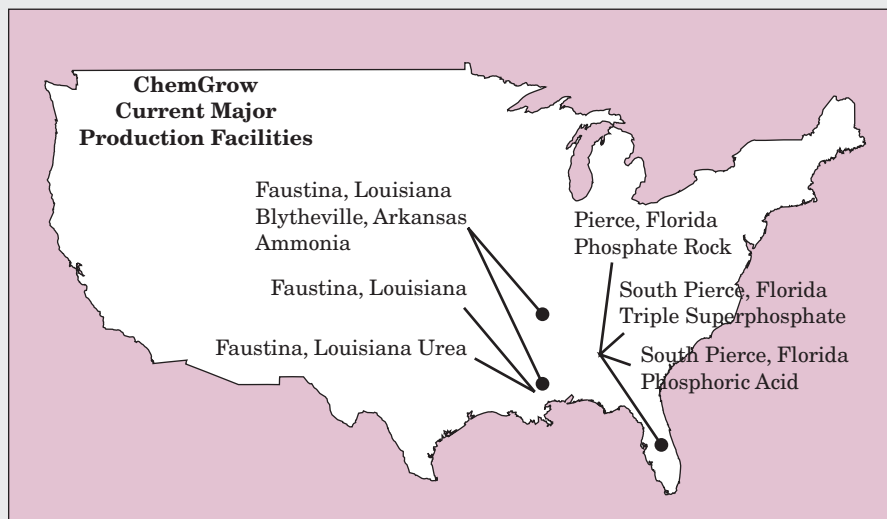 ChemGrow
Current Major
Production Facilities
Faustina, Louisiana
Blytheville, Arkansas
Ammonia
Faustina, Louisiana
Faustina, Louisiana Urea
Pierce, Florida
Phosphate Rock
South Pierce, Florida
Triple Superphosphate
South Pierce, Florida
Phosphoric Acid